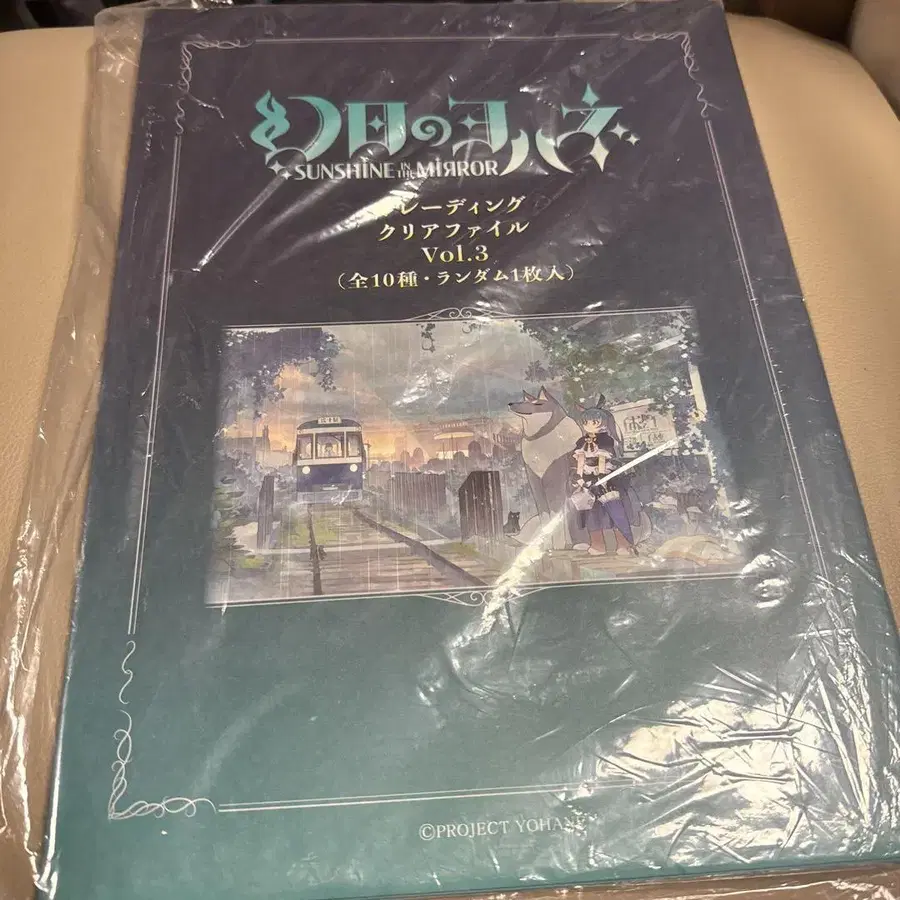 幻日のヨハネ
SUNSHINE IN THE MIRROR
トレーディング
クリアファイル
Vol.3
（全10種・ランダム1枚入）
©PROJECT YOHANE